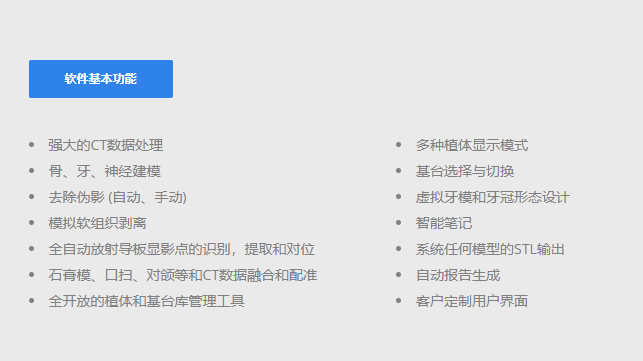 软件基本功能
强大的CT数据处理
骨、牙、神经建模
去除伪影 (自动、手动)
模拟软组织剥离
全自动放射导板显影点的识别，提取和对位
石膏模、口扫、对颌等和CT数据融合和配准
全开放的植体和基台库管理工具
多种植体显示模式
基台选择与切换
虚拟牙模和牙冠形态设计
智能笔记
系统任何模型的STL输出
自动报告生成
客户定制用户界面